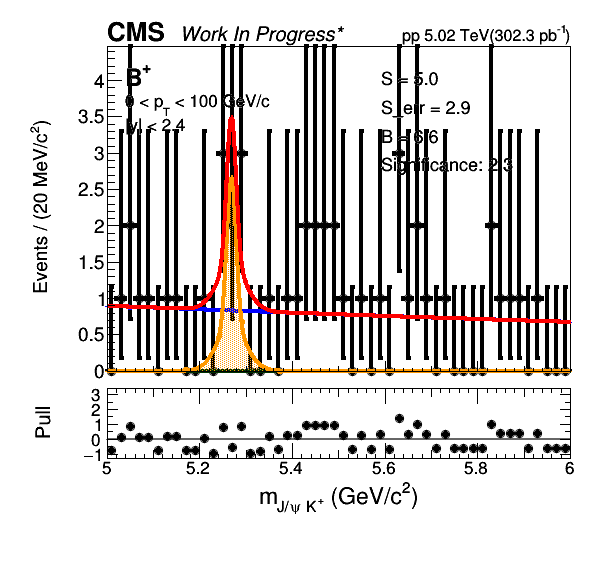 CMS Work In Progress* pp 5.02 TeV(302.3 pb⁻¹)
B⁺
0 < p_T < 100 GeV/c
|y| < 2.4
S = 5.0
S_err = 2.9
B = 6.6
Significance: 2.3
Events / (20 MeV/c²)
4
3.5
3
2.5
2
1.5
1
0.5
0
Pull
3
2
1
0
−1
5 5.2 5.4 5.6 5.8 6
m_{J/ψ K⁺} (GeV/c²)